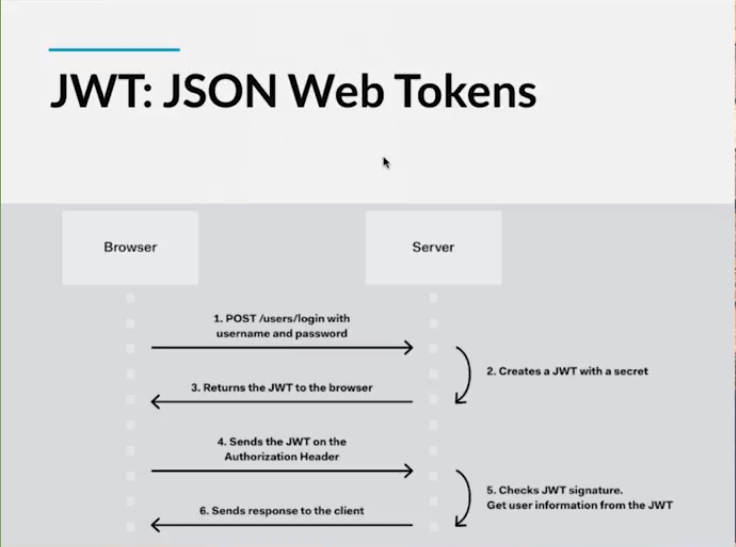 JWT: JSON Web Tokens
Browser
Server
1. POST /users/login with
username and password
2. Creates a JWT with a secret
3. Returns the JWT to the browser
4. Sends the JWT on the
Authorization Header
5. Checks JWT signature.
Get user information from the JWT
6. Sends response to the client